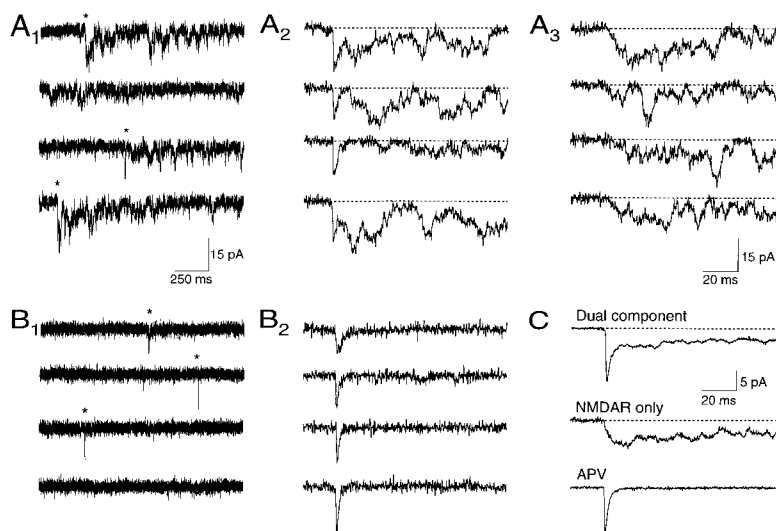 A1
A2
A3
*
*
*
15 pA
250 ms
15 pA
20 ms
B1
B2
C
*
*
*
Dual component
5 pA
20 ms
NMDAR only
APV